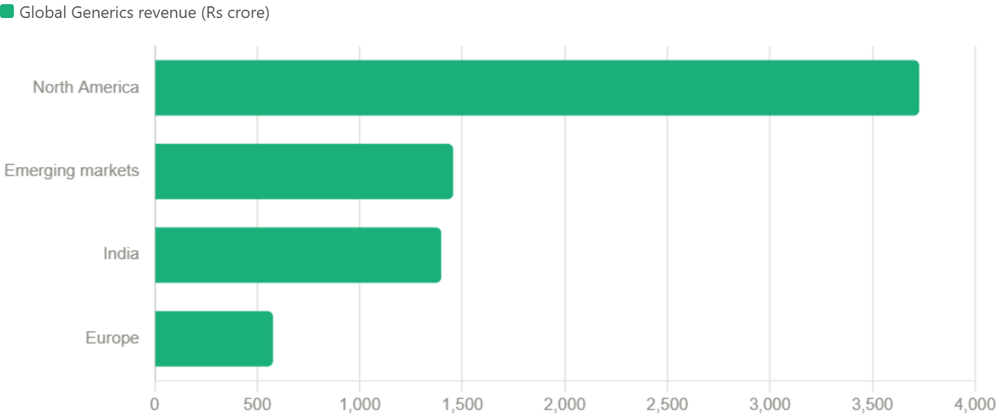 Global Generics revenue (Rs crore)
North America
Emerging markets
India
Europe
0 500 1,000 1,500 2,000 2,500 3,000 3,500 4,000